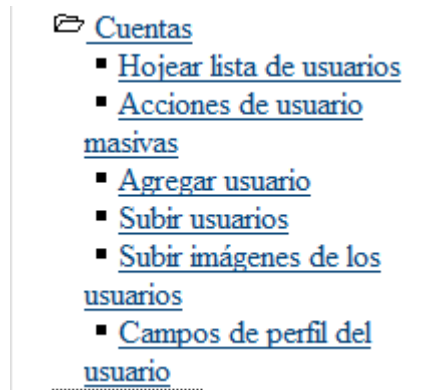 Cuentas
Hojear lista de usuarios
Acciones de usuario
masivas
Agregar usuario
Subir usuarios
Subir imágenes de los
usuarios
Campos de perfil del
usuario